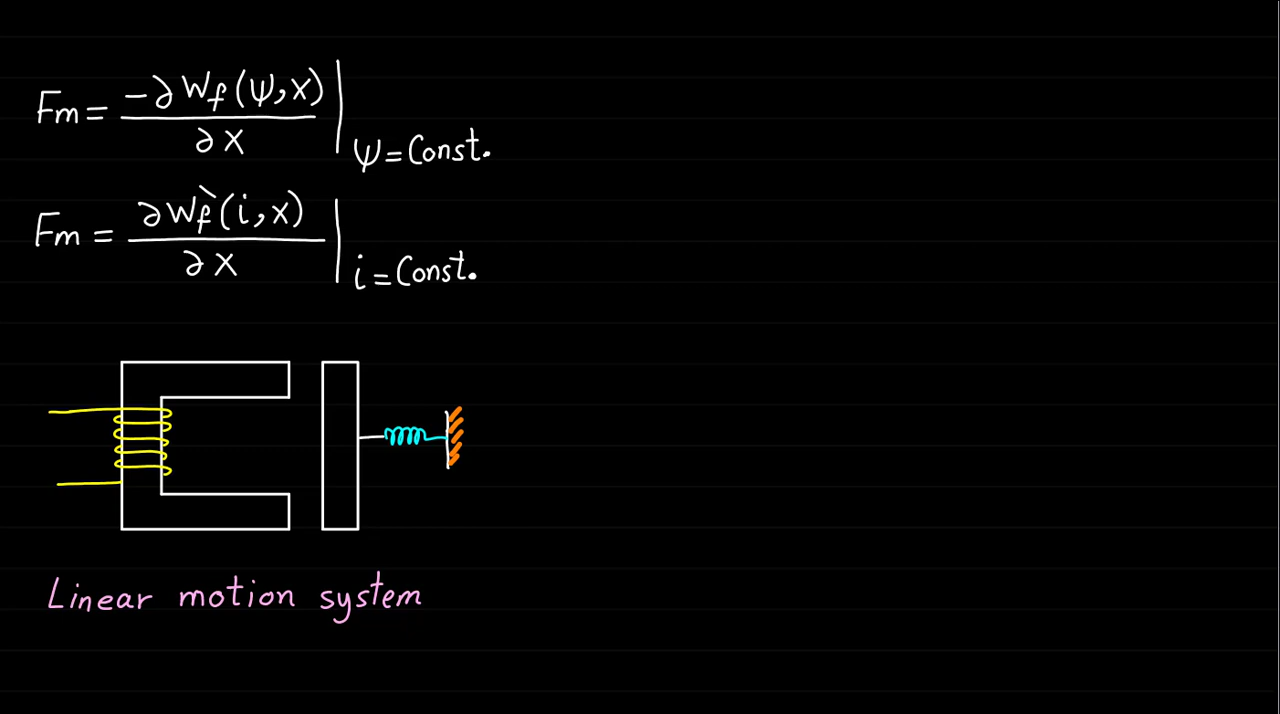 Fm = -∂Wf(ψ,x) / ∂x | ψ=Const.
Fm = ∂Wf`(i,x) / ∂x | i=Const.
Linear motion system